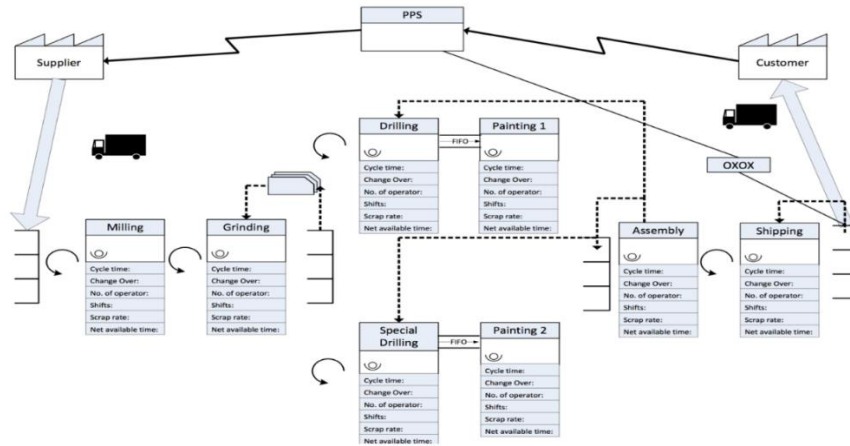 PPS
Supplier
Customer
OXOX
Drilling
Cycle time:
Change Over:
No. of operator:
Shifts:
Scrap rate:
Net available time:
FIFO
Painting 1
Cycle time:
Change Over:
No. of operator:
Shifts:
Scrap rate:
Net available time:
Milling
Cycle time:
Change Over:
No. of operator:
Shifts:
Scrap rate:
Net available time:
Grinding
Cycle time:
Change Over:
No. of operator:
Shifts:
Scrap rate:
Net available time:
Assembly
Cycle time:
Change Over:
No. of operator:
Shifts:
Scrap rate:
Net available time:
Shipping
Cycle time:
Change Over:
No. of operator:
Shifts:
Scrap rate:
Net available time:
Special
Drilling
Cycle time:
Change Over:
No. of operator:
Shifts:
Scrap rate:
Net available time:
FIFO
Painting 2
Cycle time:
Change Over:
No. of operator:
Shifts:
Scrap rate:
Net available time: